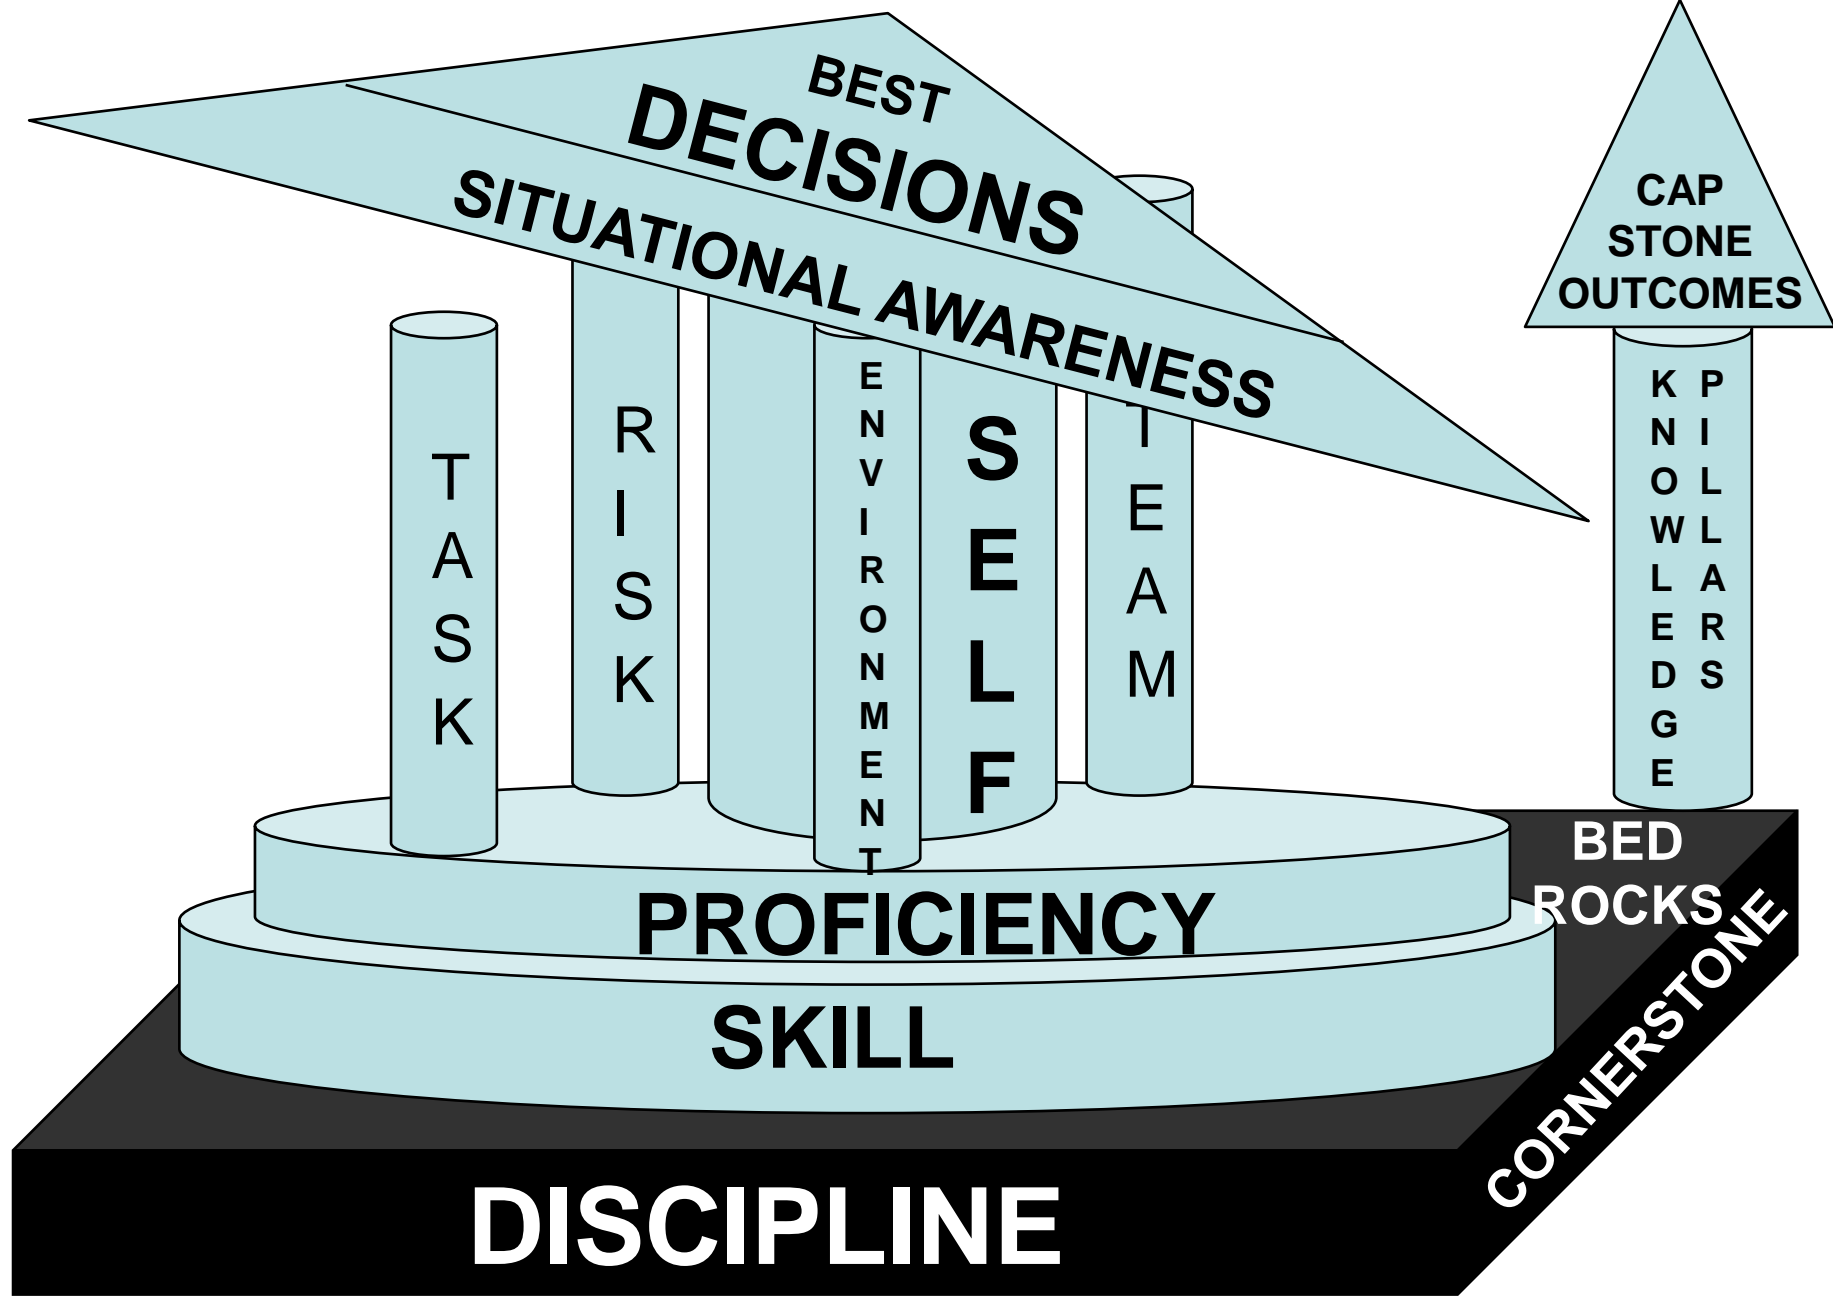 BEST
DECISIONS
SITUATIONAL AWARENESS
TASK
RISK
ENVIRONMENT
SELF
TEAM
PROFICIENCY
SKILL
DISCIPLINE
CAP
STONE
OUTCOMES
KNOWLEDGE
PILLARS
BED
ROCKS
CORNERSTONE